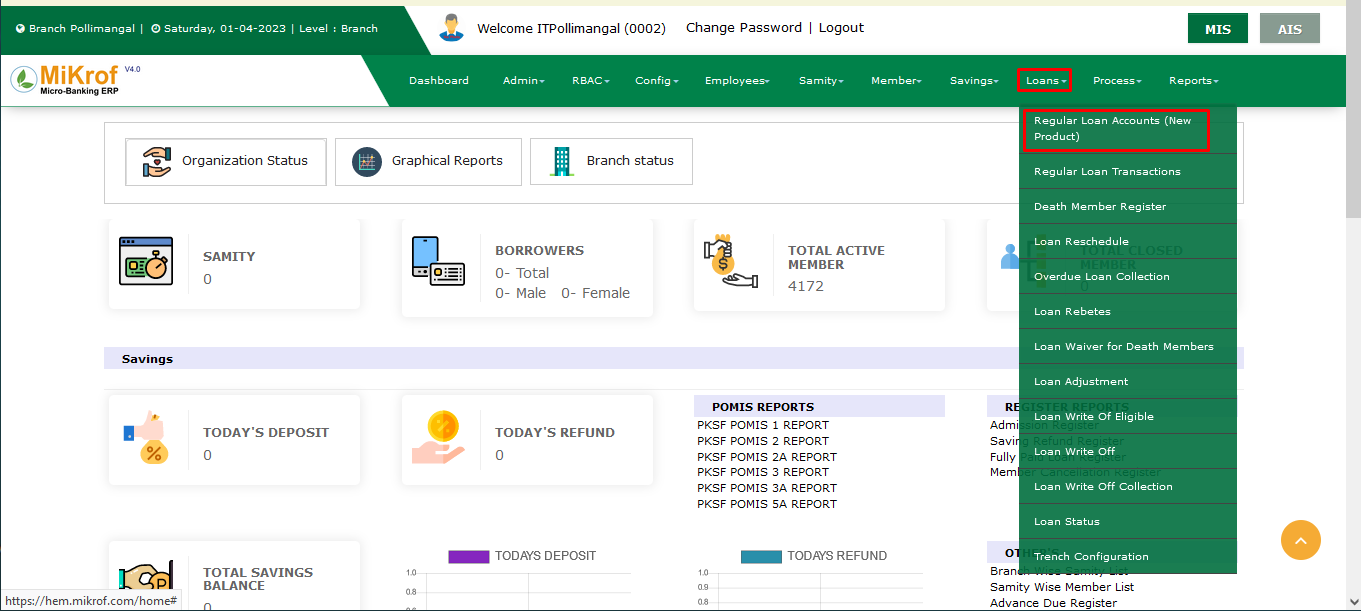 Branch Pollimangal | Saturday, 01-04-2023 | Level : Branch
Welcome ITPollimangal (0002) Change Password | Logout
MIS AIS
MiKrof V4.0
Micro-Banking ERP
Dashboard Admin RBAC Config Employees Samity Member Savings Loans Process Reports
Regular Loan Accounts (New
Product)
Regular Loan Transactions
Death Member Register
Loan Reschedule
Overdue Loan Collection
Loan Rebetes
Loan Waiver for Death Members
Loan Adjustment
Loan Write Of Eligible
Loan Write Off
Loan Write Off Collection
Loan Status
Trench Configuration
Organization Status Graphical Reports Branch status
SAMITY
0
BORROWERS
0- Total
0- Male 0- Female
TOTAL ACTIVE
MEMBER
4172
TOTAL CLOSED
MEMBER
0
Savings
TODAY'S DEPOSIT
0
TODAY'S REFUND
0
POMIS REPORTS
PKSF POMIS 1 REPORT
PKSF POMIS 2 REPORT
PKSF POMIS 2A REPORT
PKSF POMIS 3 REPORT
PKSF POMIS 3A REPORT
PKSF POMIS 5A REPORT
REGISTER REPORTS
Admission Register
Saving Refund Register
Fully Paid Loan Register
Member Cancellation Register
TOTAL SAVINGS
BALANCE
0
TODAYS DEPOSIT
1.0
0.8
0.6
TODAYS REFUND
1.0
0.9
0.8
OTHER'S
Branch Wise Samity List
Samity Wise Member List
Advance Due Register
https://hem.mikrof.com/home#